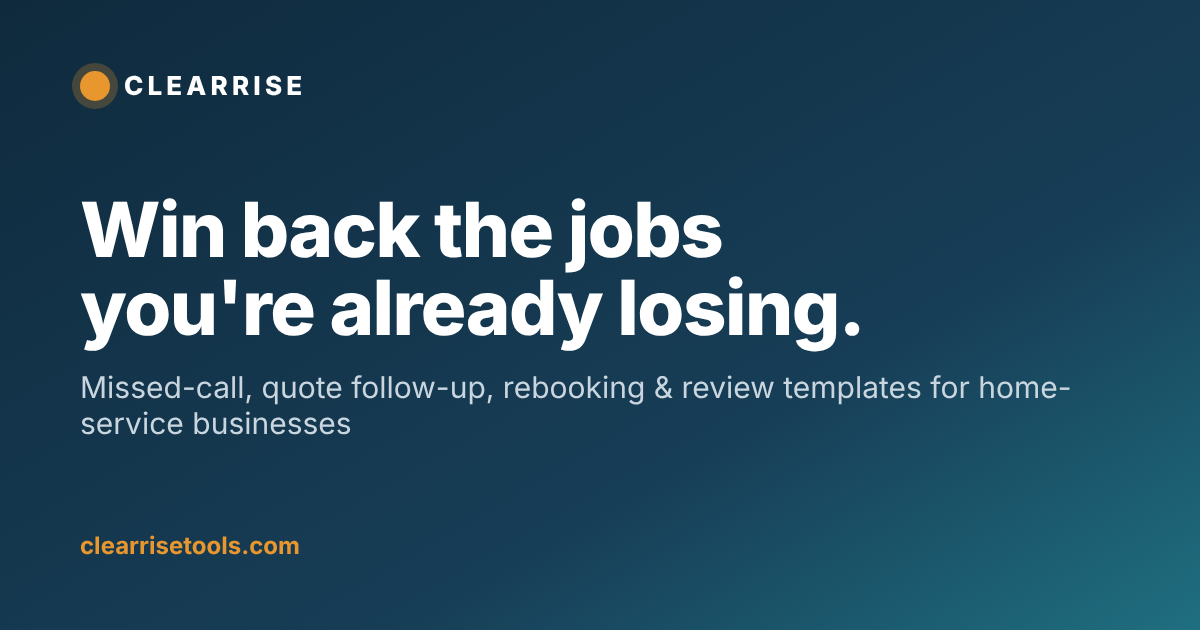 CLEARRISE
Win back the jobs
you're already losing.
Missed-call, quote follow-up, rebooking & review templates for home-
service businesses
clearrisetools.com